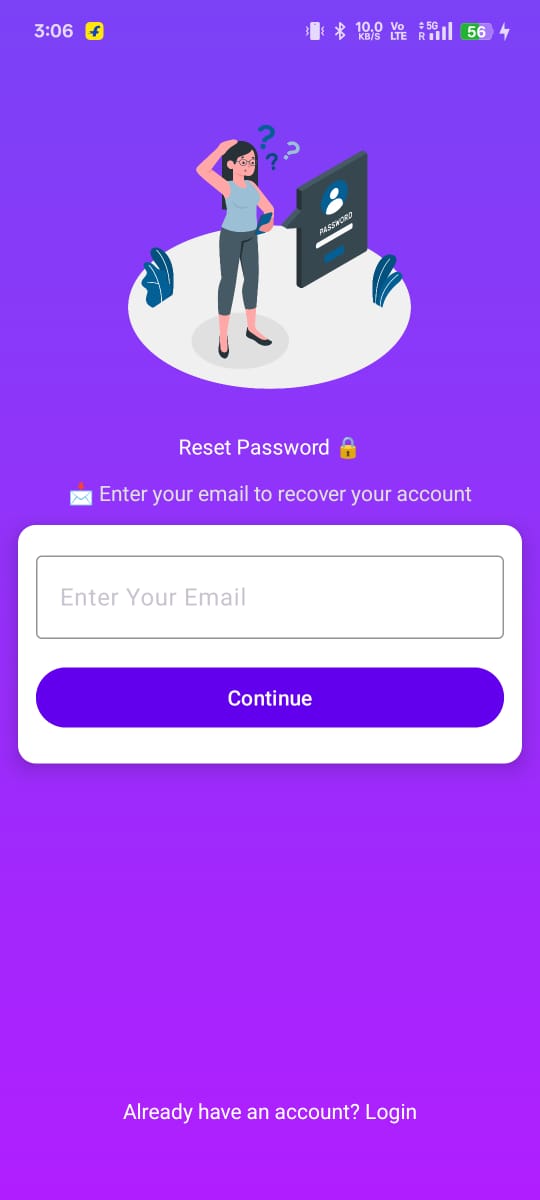 3:06
10.0
KB/S
Vo
LTE
5G
R
56
? ? ?
PASSWORD
Reset Password 🔒
📩 Enter your email to recover your account
Enter Your Email
Continue
Already have an account? Login